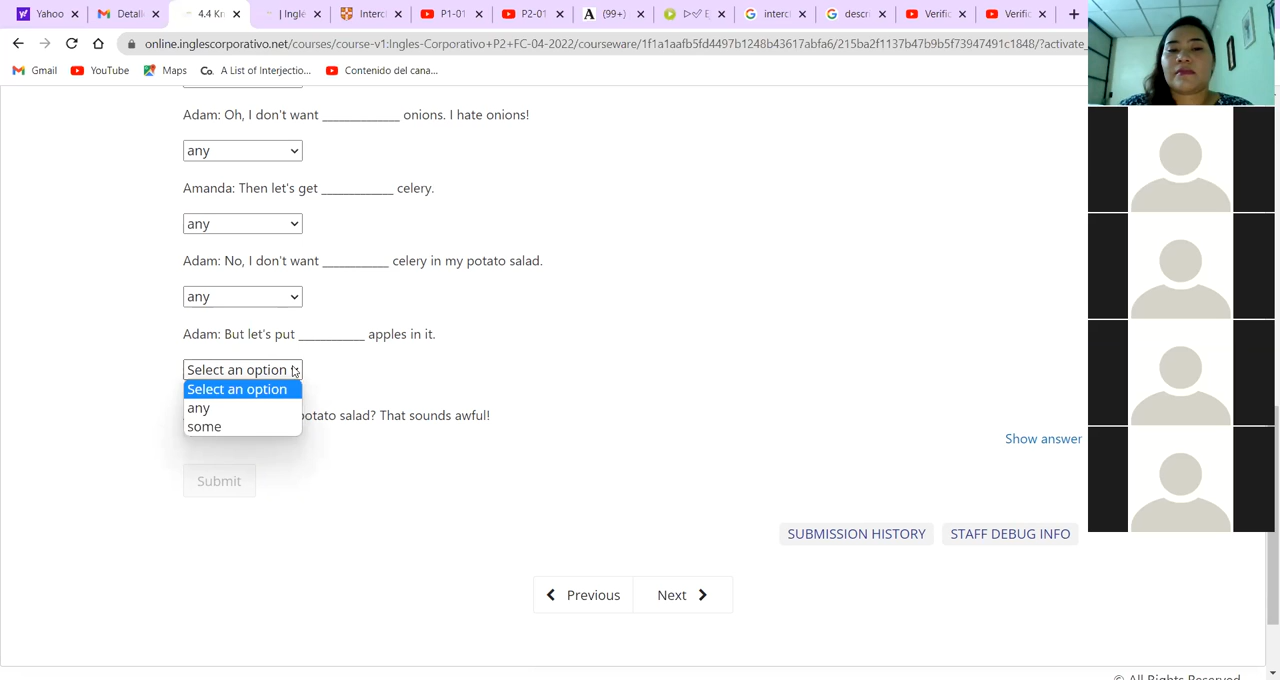 Yahoo
Detalle
4.4 Kn
Ingle
Interc
P1-01
P2-01
(99+)
E
interc
descri
Verific
Verific
online.inglescorporativo.net/courses/course-v1:Ingles-Corporativo+P2+FC-04-2022/courseware/1f1a1aafb5fd4497b1248b43617abfa6/215ba2f1137b47b9b5f73947491c1848/?activate_
Gmail
YouTube
Maps
A List of Interjectio...
Contenido del cana...
Adam: Oh, I don't want _____________ onions. I hate onions!
any
Amanda: Then let's get ____________ celery.
any
Adam: No, I don't want ___________ celery in my potato salad.
any
Adam: But let's put ___________ apples in it.
Select an option
Select an option
any
some
potato salad? That sounds awful!
Show answer
Submit
SUBMISSION HISTORY
STAFF DEBUG INFO
Previous
Next
© All Rights Reserved